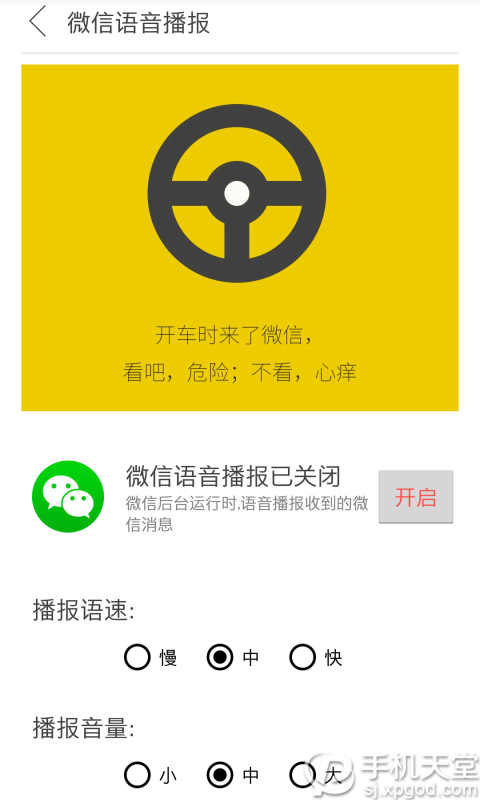 微信语音播报
开车时来了微信，
看吧，危险；不看，心痒
微信语音播报已关闭
微信后台运行时,语音播报收到的微
信消息
开启
播报语速:
慢 中 快
播报音量:
小 中 大
手机天堂
sj.xpgod.com